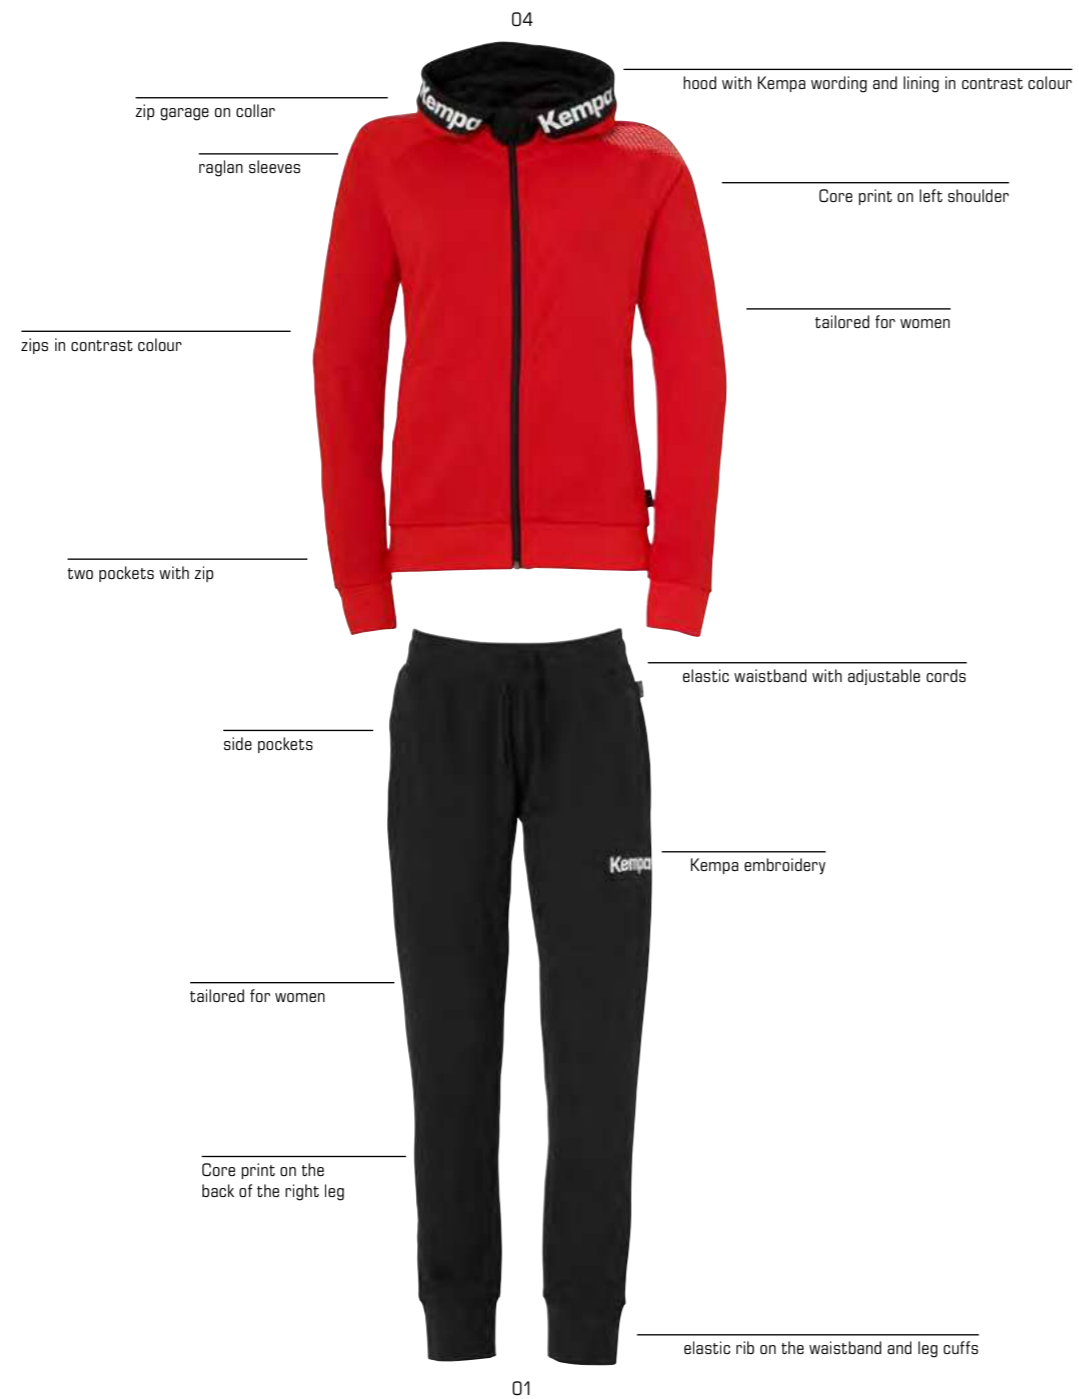 04
hood with Kempa wording and lining in contrast colour
zip garage on collar
Kempa
Kempa
raglan sleeves
Core print on left shoulder
tailored for women
zips in contrast colour
two pockets with zip
elastic waistband with adjustable cords
side pockets
Kempa
Kempa embroidery
tailored for women
Core print on the
back of the right leg
elastic rib on the waistband and leg cuffs
01